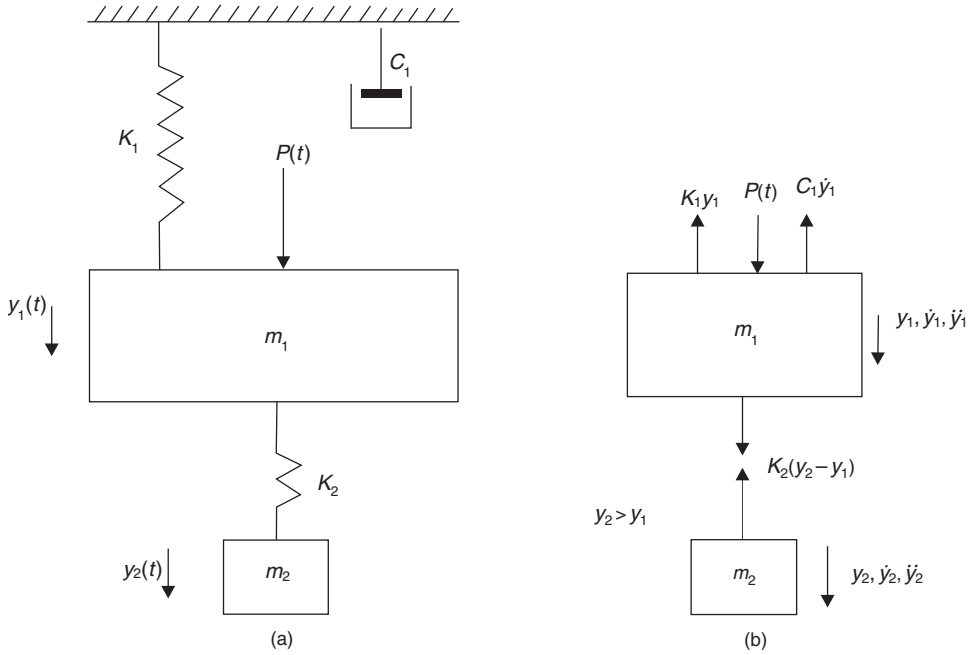 C₁
K₁
P(t)
y₁(t)
m₁
K₂
y₂(t)
m₂
(a)
K₁y₁
P(t)
C₁ẏ₁
m₁
y₁, ẏ₁, ÿ₁
K₂(y₂ − y₁)
y₂ > y₁
m₂
y₂, ẏ₂, ÿ₂
(b)